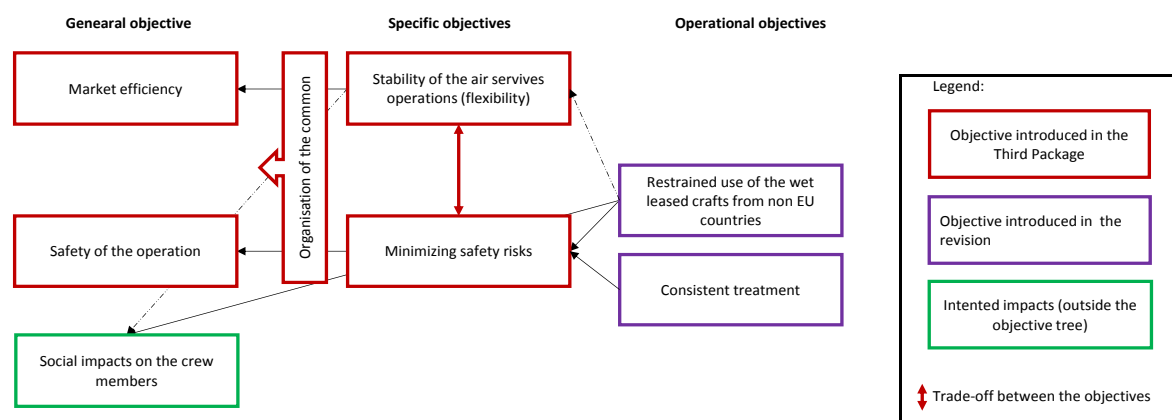 Genearal objective
Specific objectives
Operational objectives
Market efficiency
Organisation of the common
Stability of the air servives
operations (flexibility)
Restrained use of the wet
leased crafts from non EU
countries
Safety of the operation
Minimizing safety risks
Consistent treatment
Social impacts on the crew
members
Legend:
Objective introduced in the
Third Package
Objective introduced in  the
revision
Intented impacts (outside the
objective tree)
Trade-off between the objectives